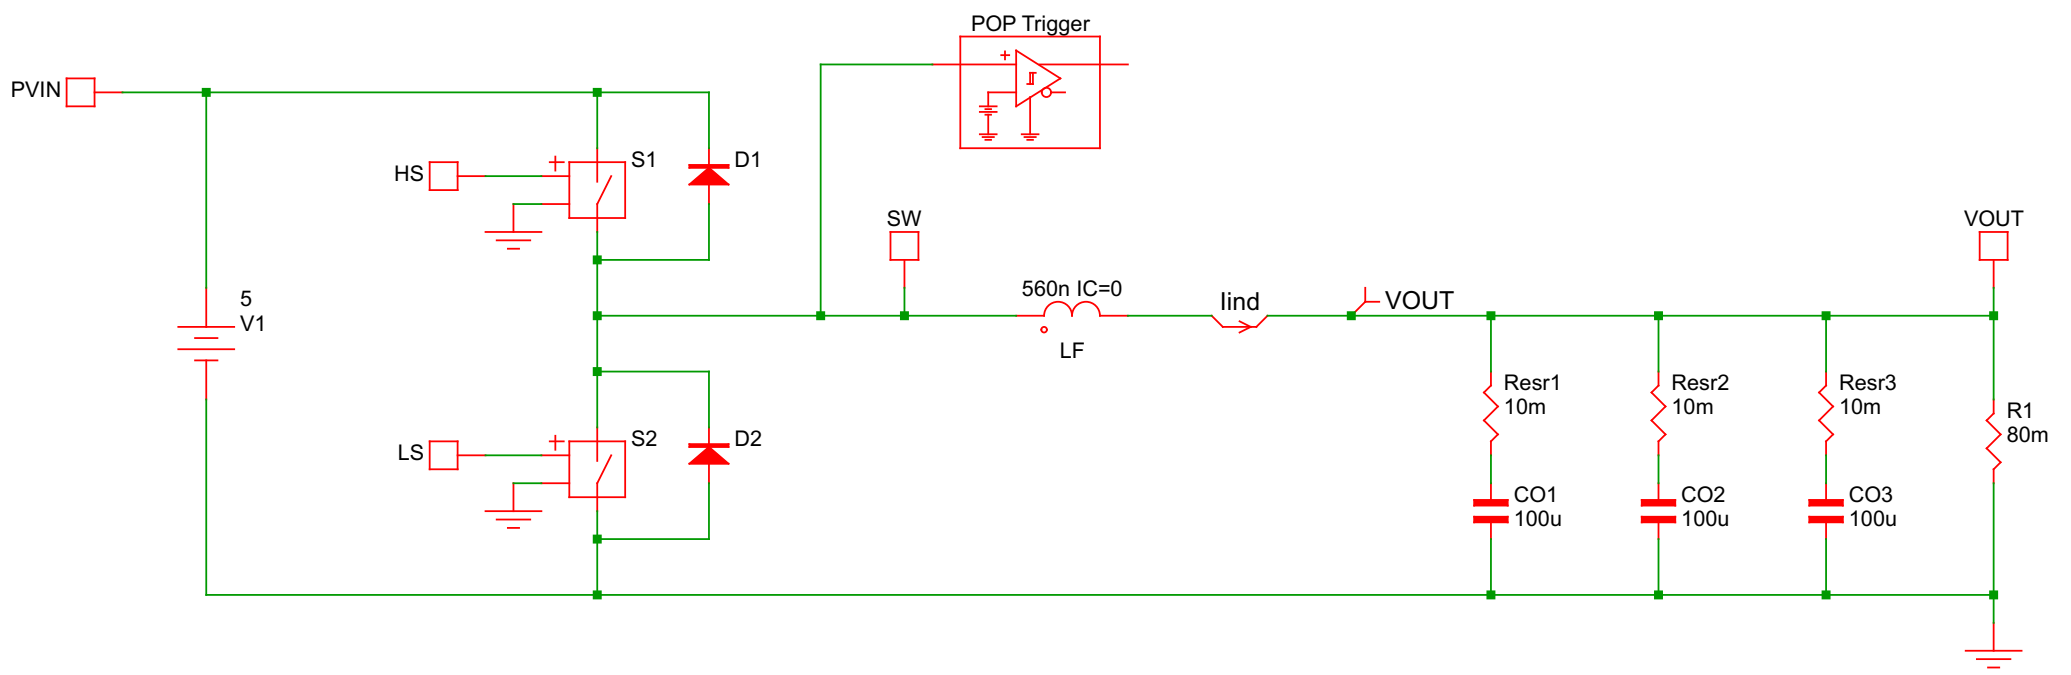 POP Trigger
PVIN
HS
S1
D1
SW
VOUT
5
V1
560n IC=0
LF
Iind
VOUT
LS
S2
D2
Resr1
10m
Resr2
10m
Resr3
10m
R1
80m
CO1
100u
CO2
100u
CO3
100u